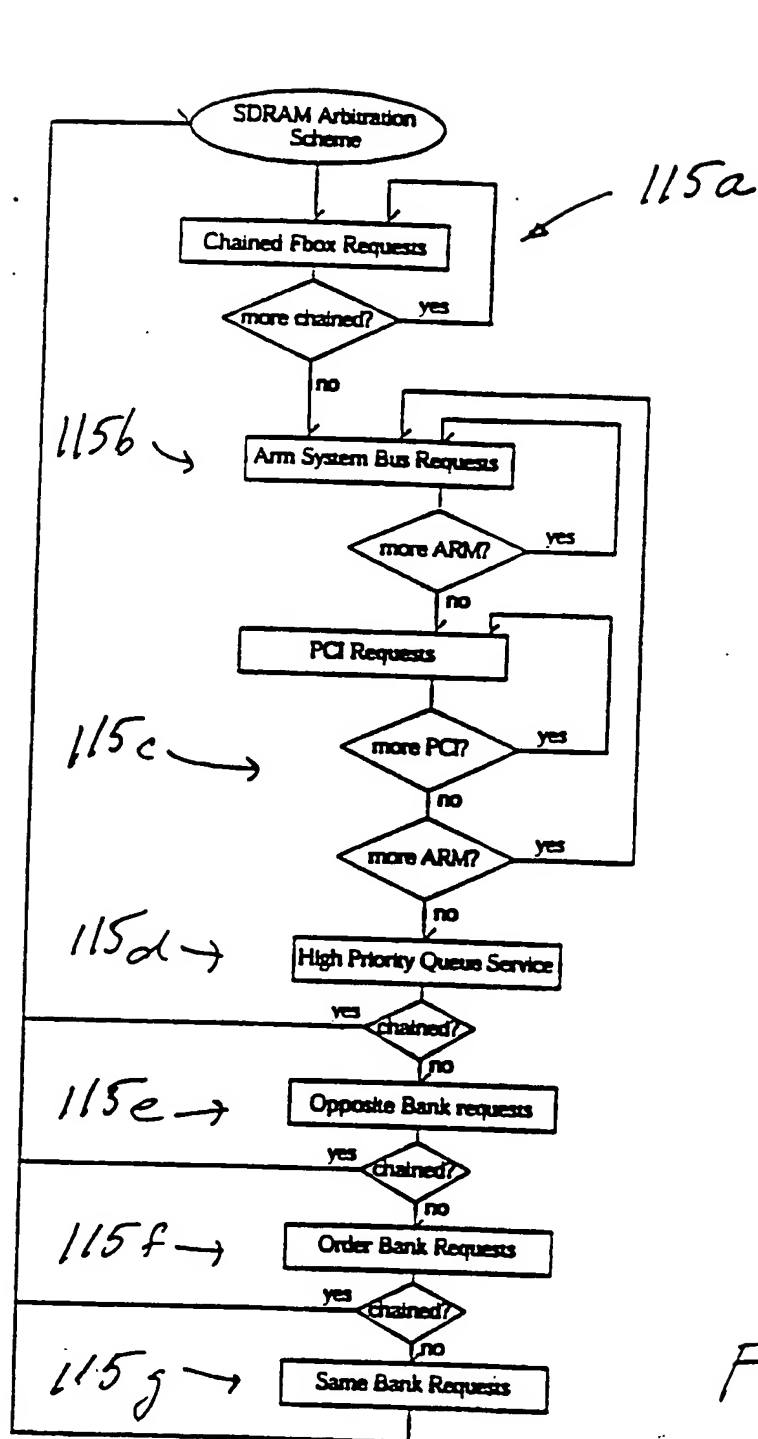 SDRAM Arbitration
Scheme
115a
Chained Fbox Requests
more chained?
yes
no
115b
Arm System Bus Requests
more ARM?
yes
no
PCI Requests
115c
more PCI?
yes
no
more ARM?
yes
no
115d
High Priority Queue Service
yes
chained?
no
115e
Opposite Bank requests
yes
chained?
no
115f
Order Bank Requests
yes
chained?
no
115g
Same Bank Requests
F